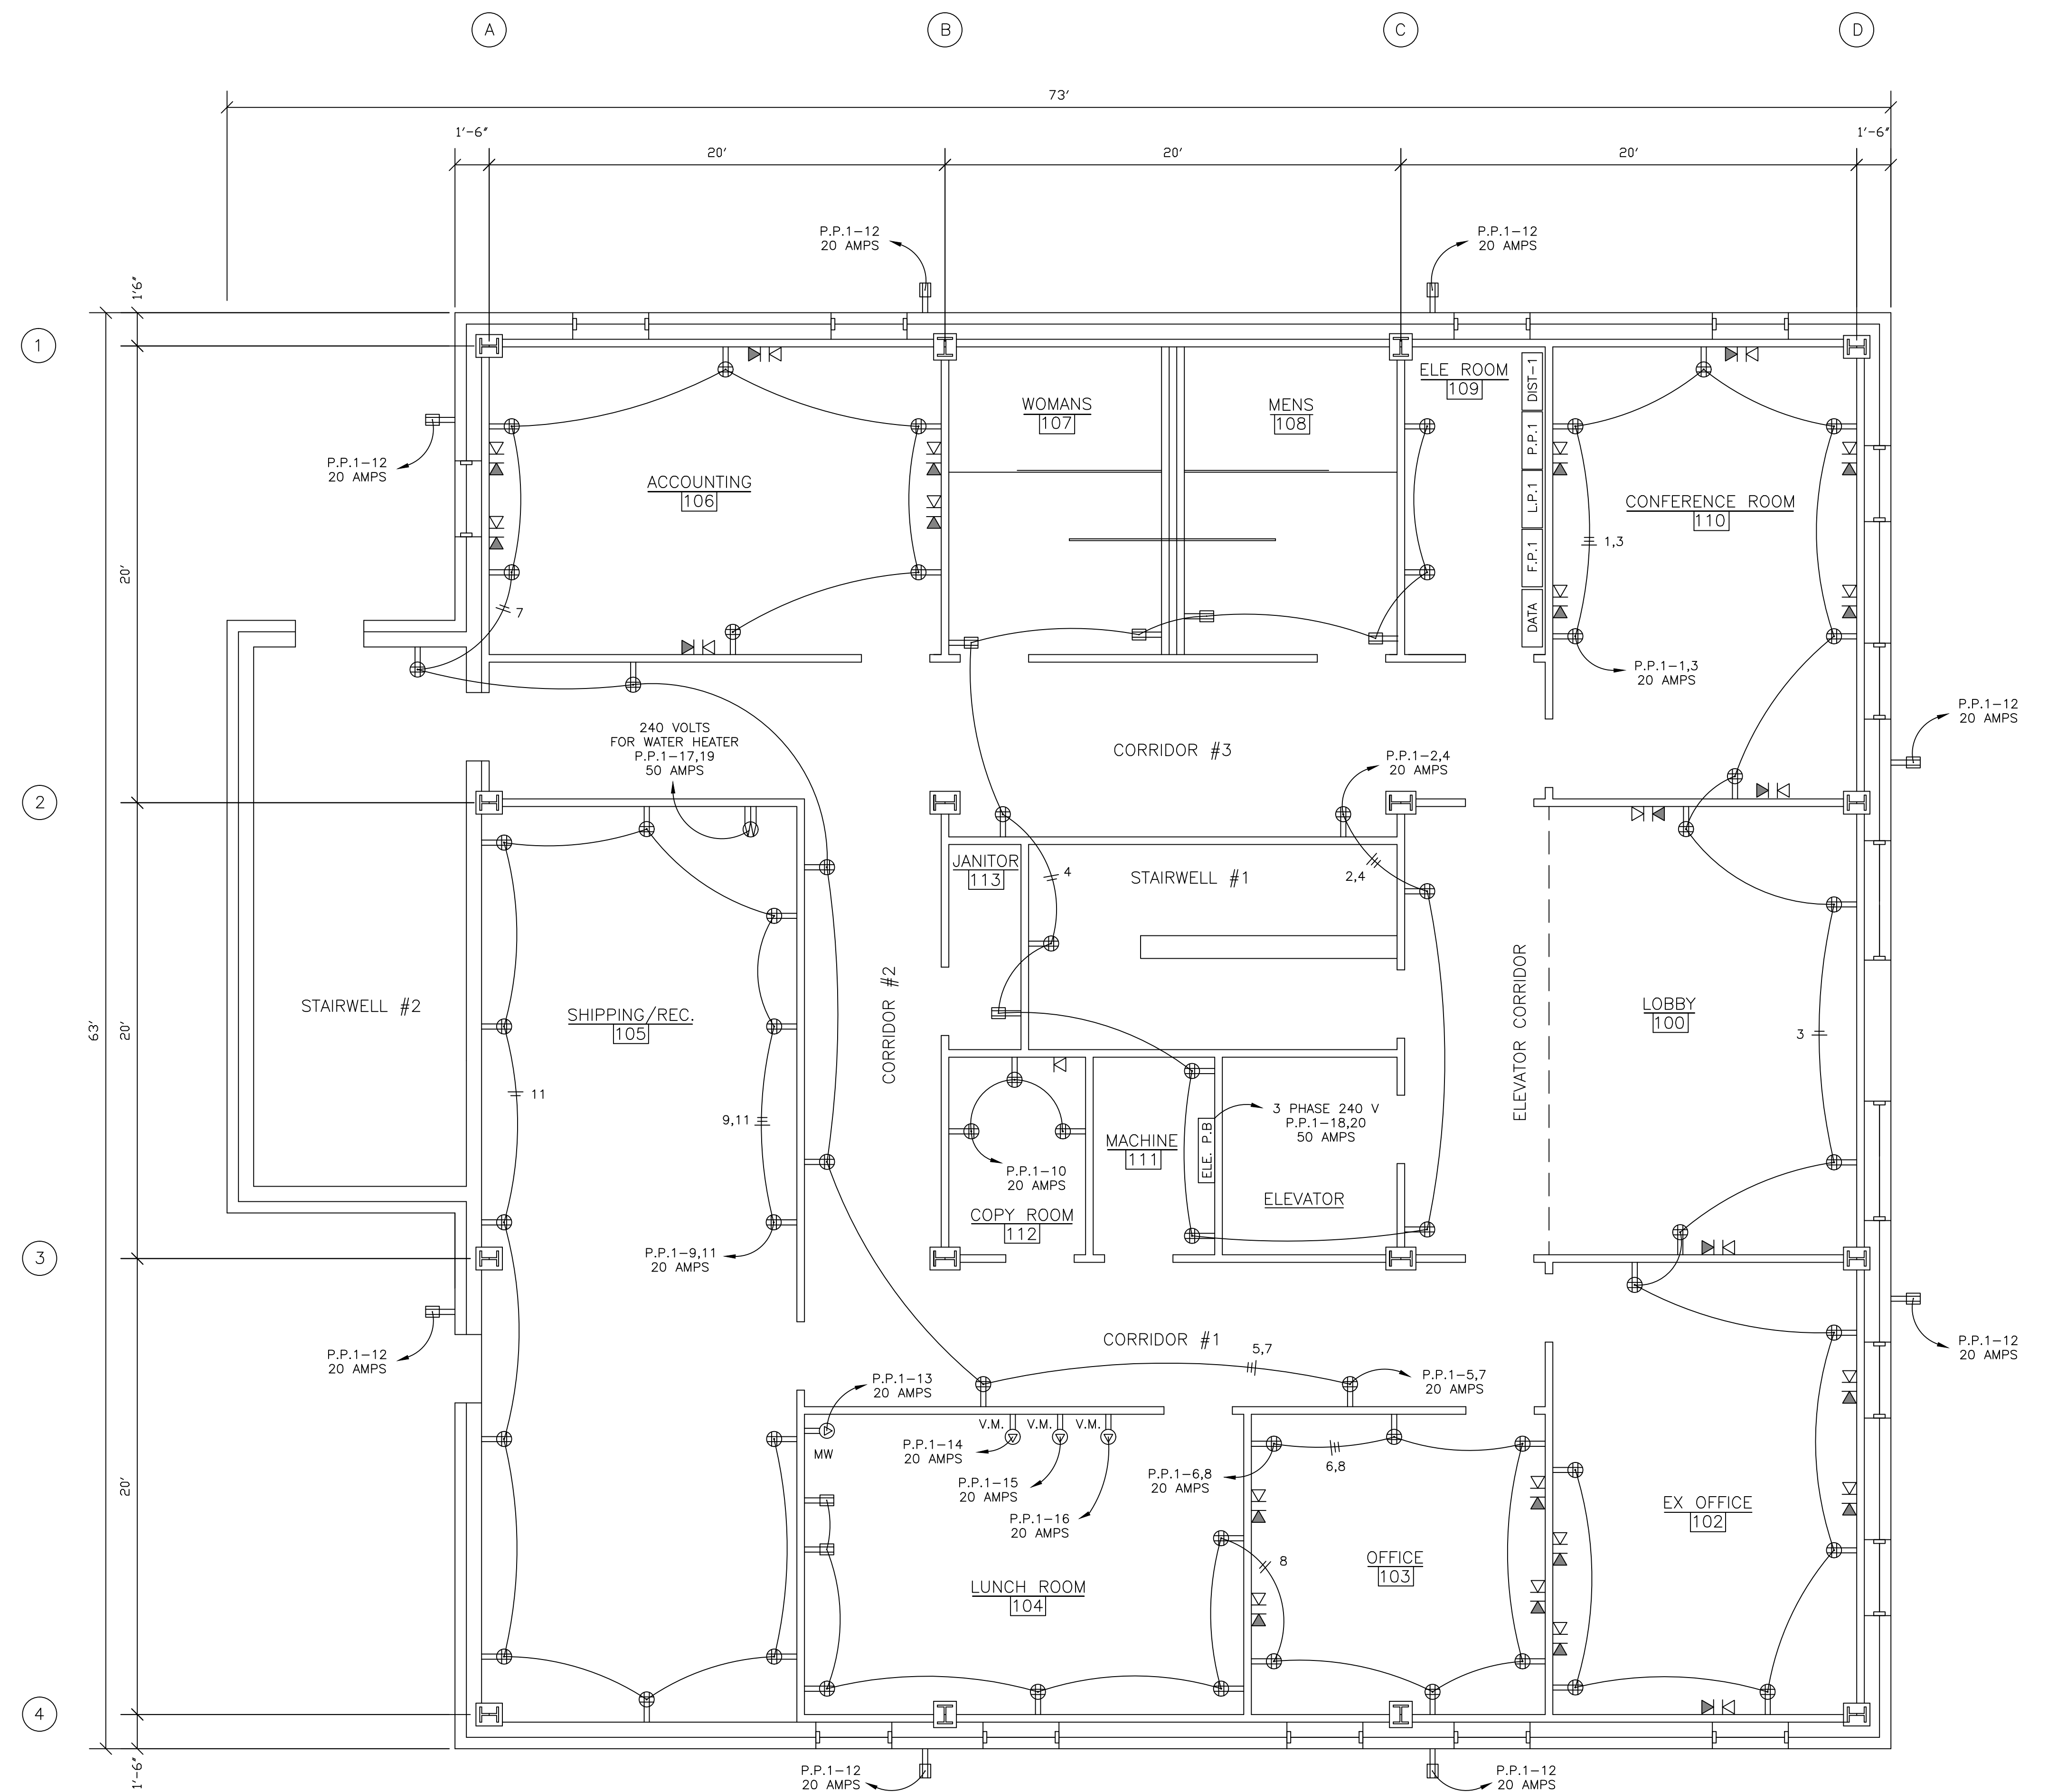 A
B
C
D
73'
1'-6"
1'-6"
20'
20'
20'
P.P.1-12
20 AMPS
P.P.1-12
20 AMPS
1'6"
1
DIST-1
ELE ROOM
109
WOMANS
107
MENS
108
P.P.1
P.P.1-12
20 AMPS
ACCOUNTING
106
L.P.1
CONFERENCE ROOM
110
F.P.1
1,3
20'
7
DATA
P.P.1-1,3
20 AMPS
P.P.1-12
20 AMPS
240 VOLTS
FOR WATER HEATER
P.P.1-17,19
50 AMPS
CORRIDOR #3
P.P.1-2,4
20 AMPS
2
JANITOR
113
4
STAIRWELL #1
2,4
STAIRWELL #2
SHIPPING/REC.
105
CORRIDOR #2
ELEVATOR CORRIDOR
LOBBY
100
63'
20'
3
11
9,11
MACHINE
111
ELE. P.B
3 PHASE 240 V
P.P.1-18,20
50 AMPS
P.P.1-10
20 AMPS
ELEVATOR
COPY ROOM
112
P.P.1-9,11
20 AMPS
3
CORRIDOR #1
5,7
P.P.1-12
20 AMPS
P.P.1-12
20 AMPS
P.P.1-13
20 AMPS
P.P.1-5,7
20 AMPS
V.M.
V.M.
V.M.
MW
P.P.1-14
20 AMPS
P.P.1-15
20 AMPS
P.P.1-16
20 AMPS
P.P.1-6,8
20 AMPS
6,8
20'
EX OFFICE
102
8
OFFICE
103
LUNCH ROOM
104
4
1'-6"
P.P.1-12
20 AMPS
P.P.1-12
20 AMPS